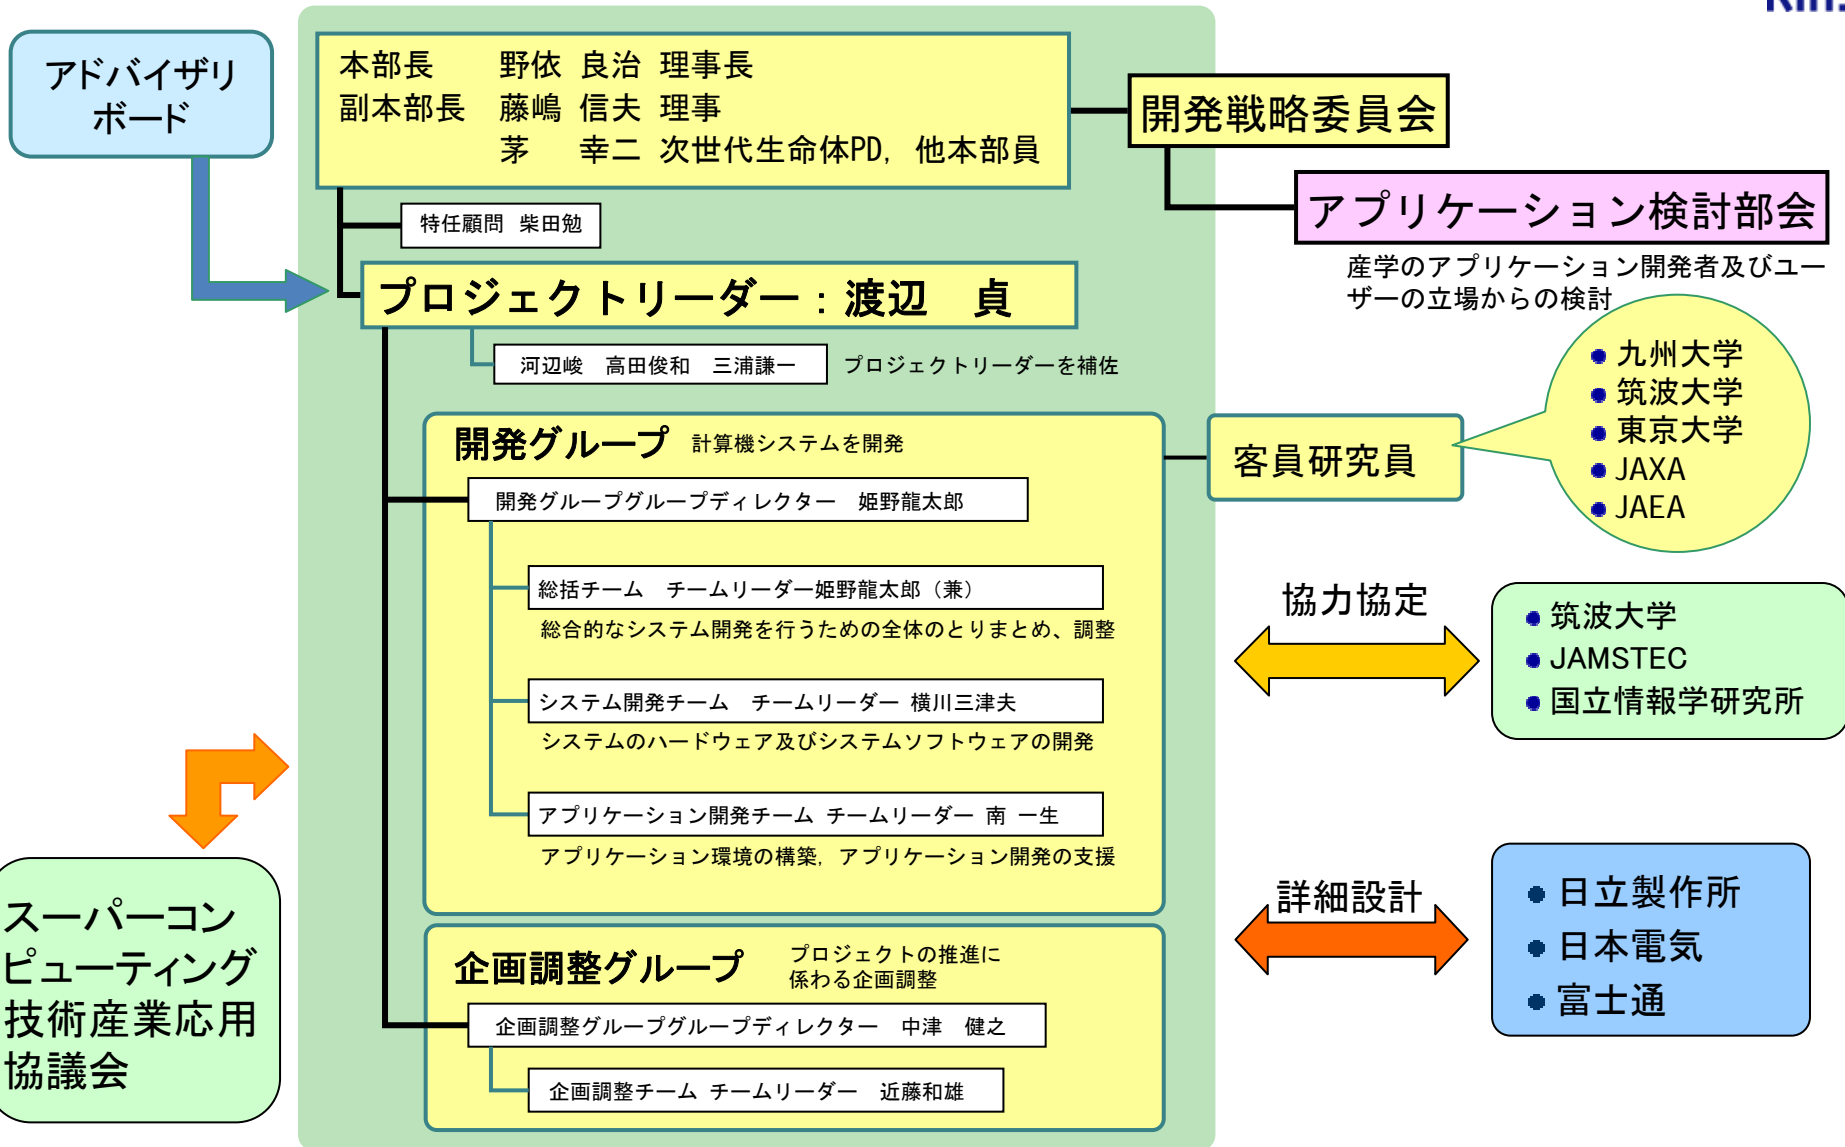 アドバイザリ
ボード
本部長　野依 良治 理事長
副本部長　藤嶋 信夫 理事
茅　幸二 次世代生命体PD, 他本部員
開発戦略委員会
アプリケーション検討部会
産学のアプリケーション開発者及びユー
ザーの立場からの検討
特任顧問 柴田勉
プロジェクトリーダー：渡辺　貞
河辺峻　高田俊和　三浦謙一
プロジェクトリーダーを補佐
九州大学
筑波大学
東京大学
JAXA
JAEA
客員研究員
開発グループ 計算機システムを開発
開発グループグループディレクター　姫野龍太郎
総括チーム　チームリーダー姫野龍太郎（兼）
総合的なシステム開発を行うための全体のとりまとめ、調整
システム開発チーム　チームリーダー 横川三津夫
システムのハードウェア及びシステムソフトウェアの開発
アプリケーション開発チーム チームリーダー 南 一生
アプリケーション環境の構築, アプリケーション開発の支援
協力協定
筑波大学
JAMSTEC
国立情報学研究所
企画調整グループ
プロジェクトの推進に
係わる企画調整
企画調整グループグループディレクター　中津　健之
企画調整チーム チームリーダー　近藤和雄
詳細設計
日立製作所
日本電気
富士通
スーパーコン
ピューティング
技術産業応用
協議会